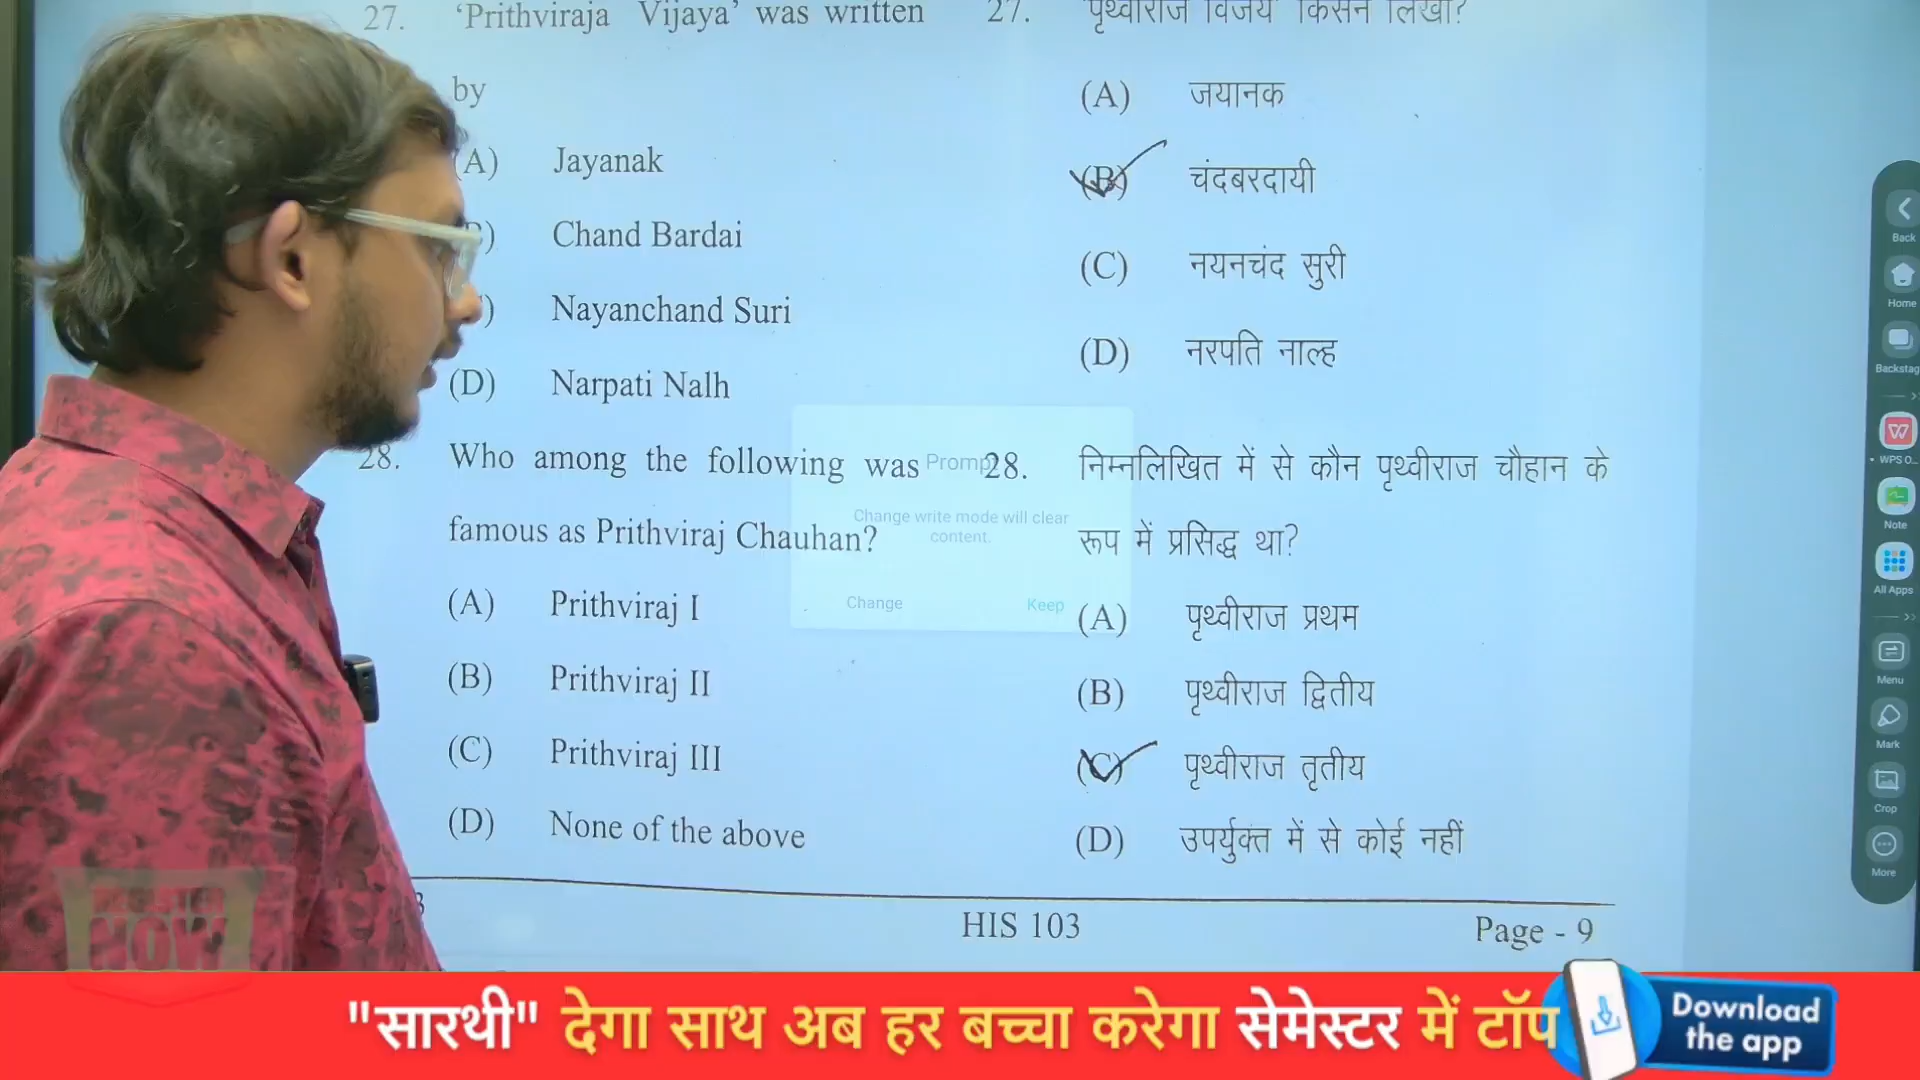 27. ‘Prithviraja Vijaya’ was written
by
(A) Jayanak
Chand Bardai
Nayanchand Suri
(D) Narpati Nalh
28. Who among the following was
famous as Prithviraj Chauhan?
(A) Prithviraj I
(B) Prithviraj II
(C) Prithviraj III
(D) None of the above
27. पृथ्वीराज विजय किसने लिखी?
(A) जयानक
(B) चंदबरदायी
(C) नयनचंद सुरी
(D) नरपति नाल्ह
28. निम्नलिखित में से कौन पृथ्वीराज चौहान के
रूप में प्रसिद्ध था?
(A) पृथ्वीराज प्रथम
(B) पृथ्वीराज द्वितीय
(C) पृथ्वीराज तृतीय
(D) उपर्युक्त में से कोई नहीं
Change write mode will clear
content.
Change Keep
HIS 103 Page - 9
Back
Home
Note
All Apps
Menu
Mark
Crop
More
NOW
"सारथी" देगा साथ अब हर बच्चा करेगा सेमेस्टर में टॉप
Download
the app